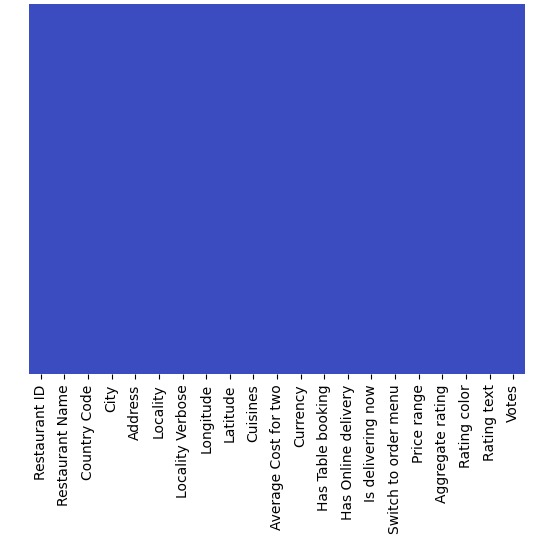 Restaurant ID
Restaurant Name
Country Code
City
Address
Locality
Locality Verbose
Longitude
Latitude
Cuisines
Average Cost for two
Currency
Has Table booking
Has Online delivery
Is delivering now
Switch to order menu
Price range
Aggregate rating
Rating color
Rating text
Votes